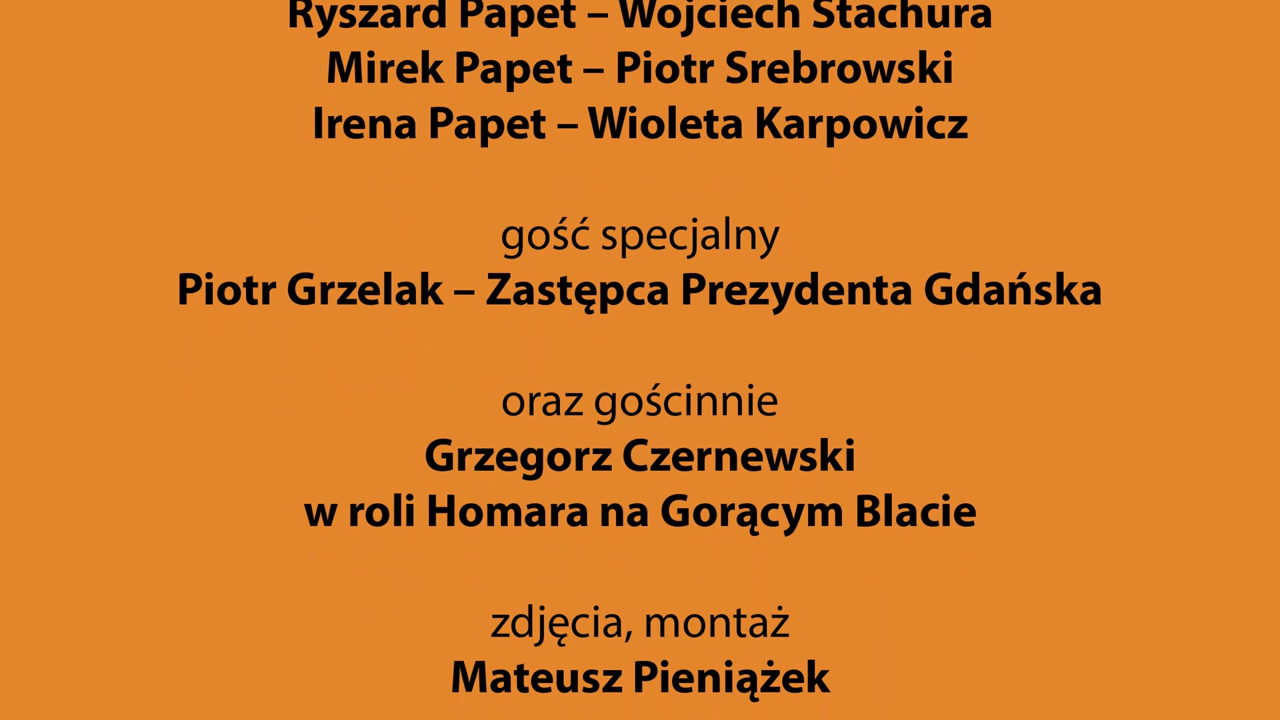 Ryszard Papet – Wojciech Stachura
Mirek Papet – Piotr Srebrowski
Irena Papet – Wioleta Karpowicz
gość specjalny
Piotr Grzelak – Zastępca Prezydenta Gdańska
oraz gościnnie
Grzegorz Czernewski
w roli Homara na Gorącym Blacie
zdjęcia, montaż
Mateusz Pieniążek